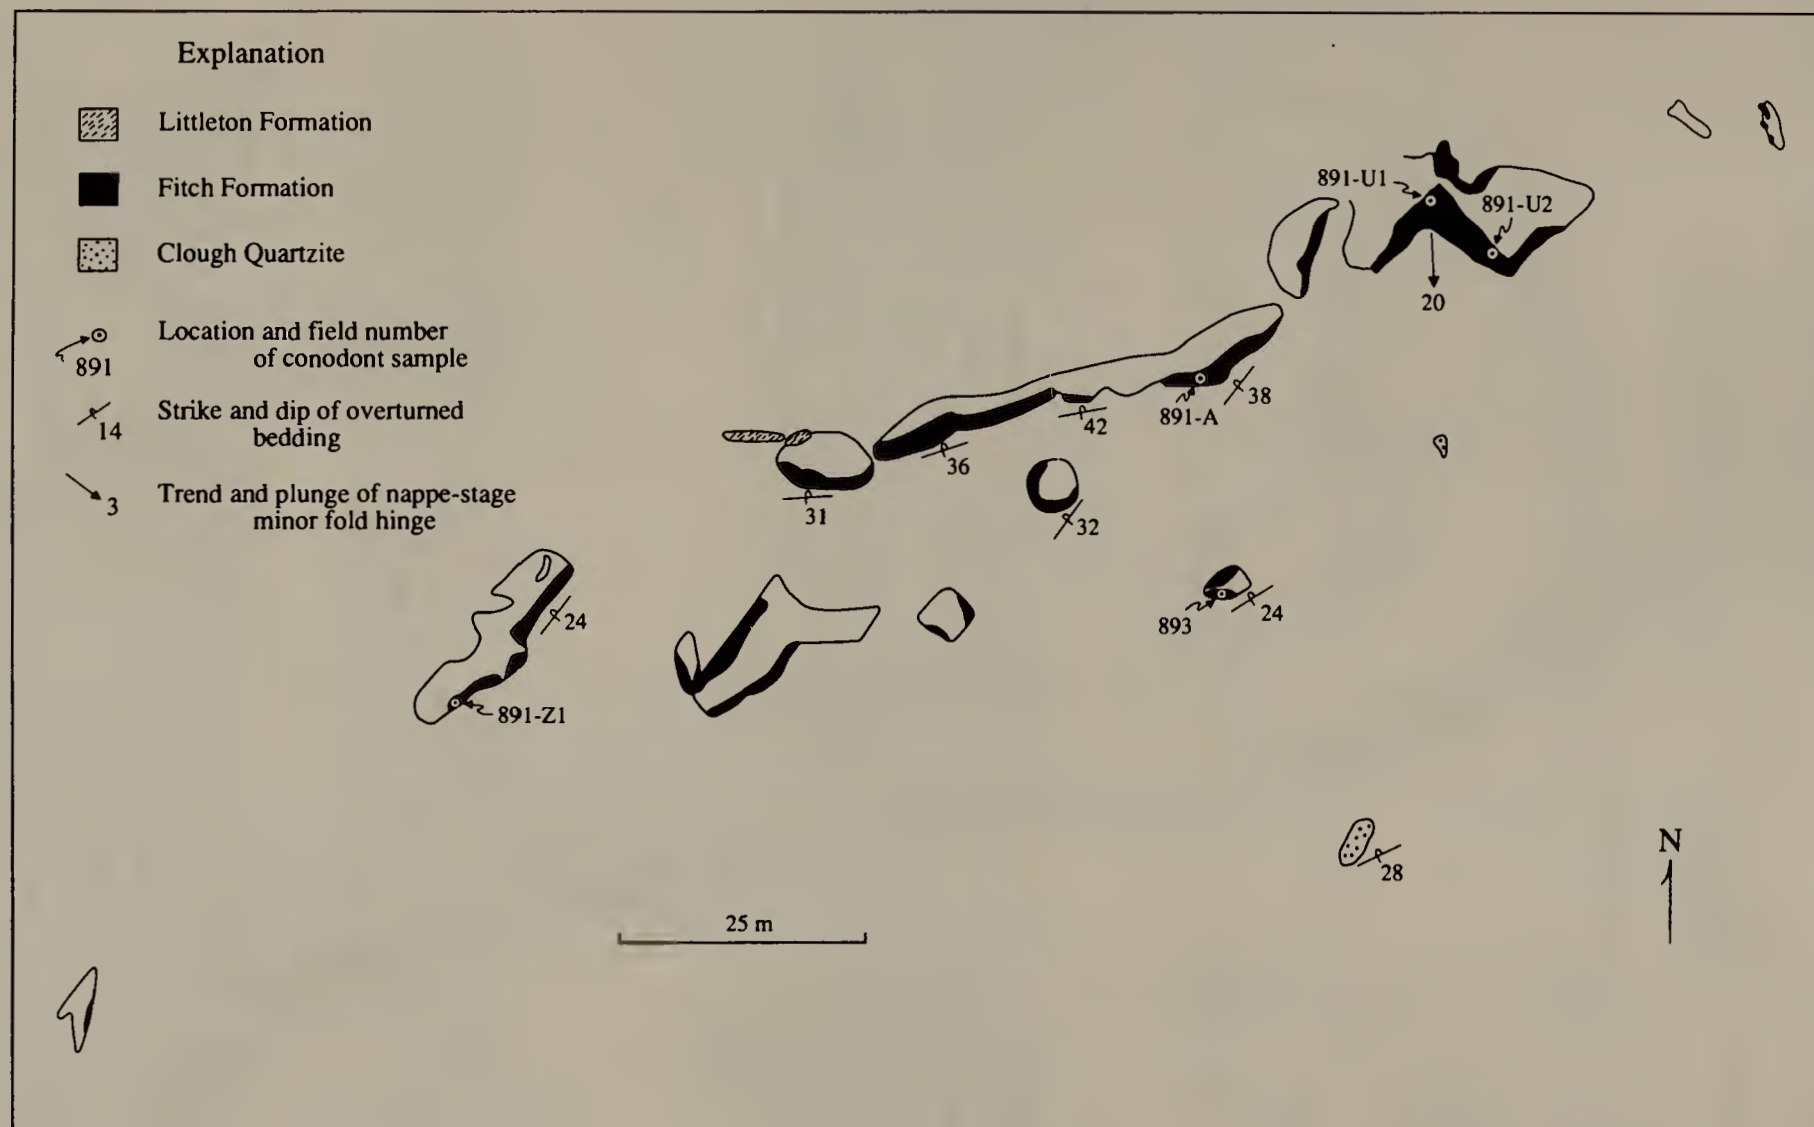 Explanation
Littleton Formation
Fitch Formation
Clough Quartzite
Location and field number
of conodont sample
891
Strike and dip of overturned
bedding
14
Trend and plunge of nappe-stage
minor fold hinge
3
891-U1
891-U2
20
38
891-A
42
36
31
32
24
893
24
891-Z1
28
N
25 m